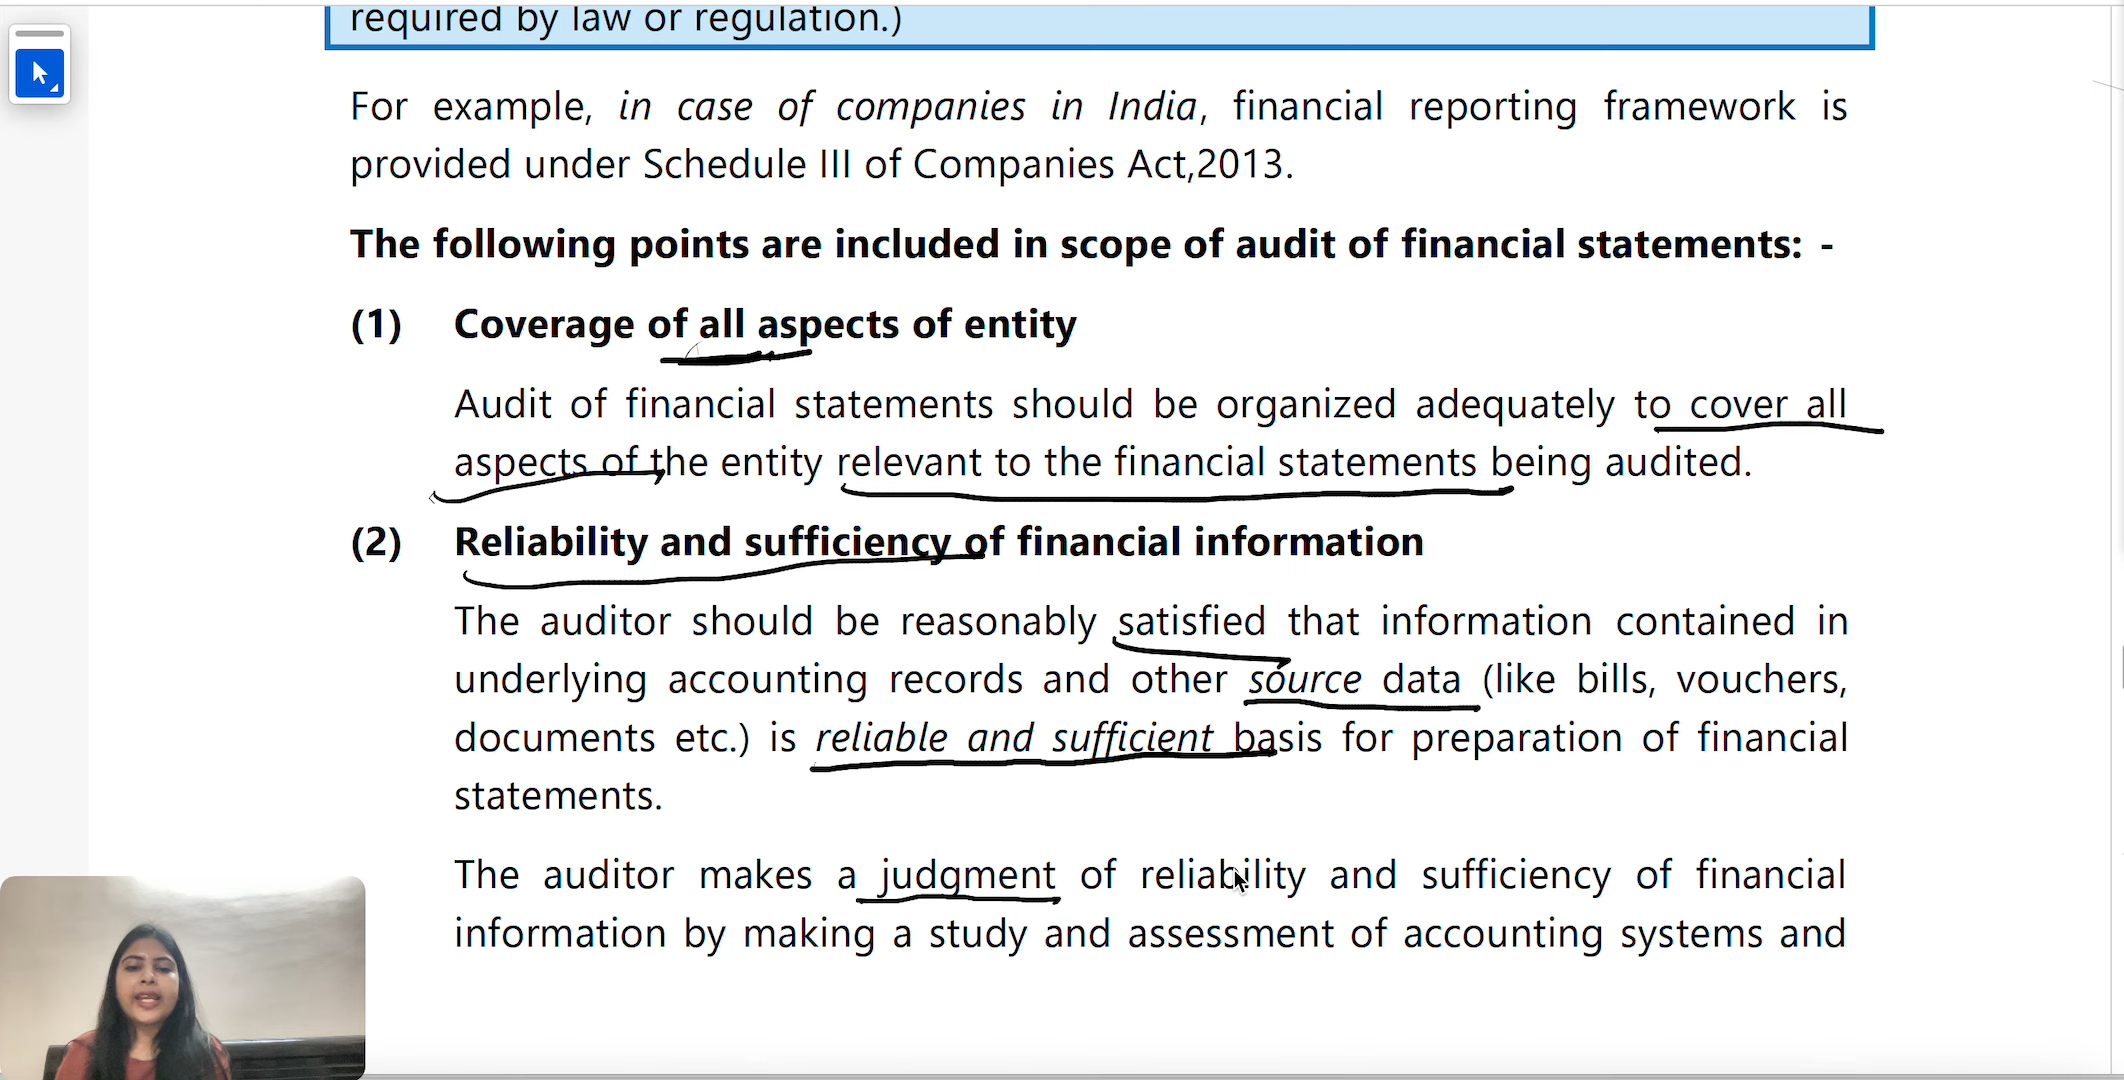 required by law or regulation.)
For example, in case of companies in India, financial reporting framework is
provided under Schedule III of Companies Act,2013.
The following points are included in scope of audit of financial statements: -
(1) Coverage of all aspects of entity
Audit of financial statements should be organized adequately to cover all
aspects of the entity relevant to the financial statements being audited.
(2) Reliability and sufficiency of financial information
The auditor should be reasonably satisfied that information contained in
underlying accounting records and other source data (like bills, vouchers,
documents etc.) is reliable and sufficient basis for preparation of financial
statements.
The auditor makes a judgment of reliability and sufficiency of financial
information by making a study and assessment of accounting systems and